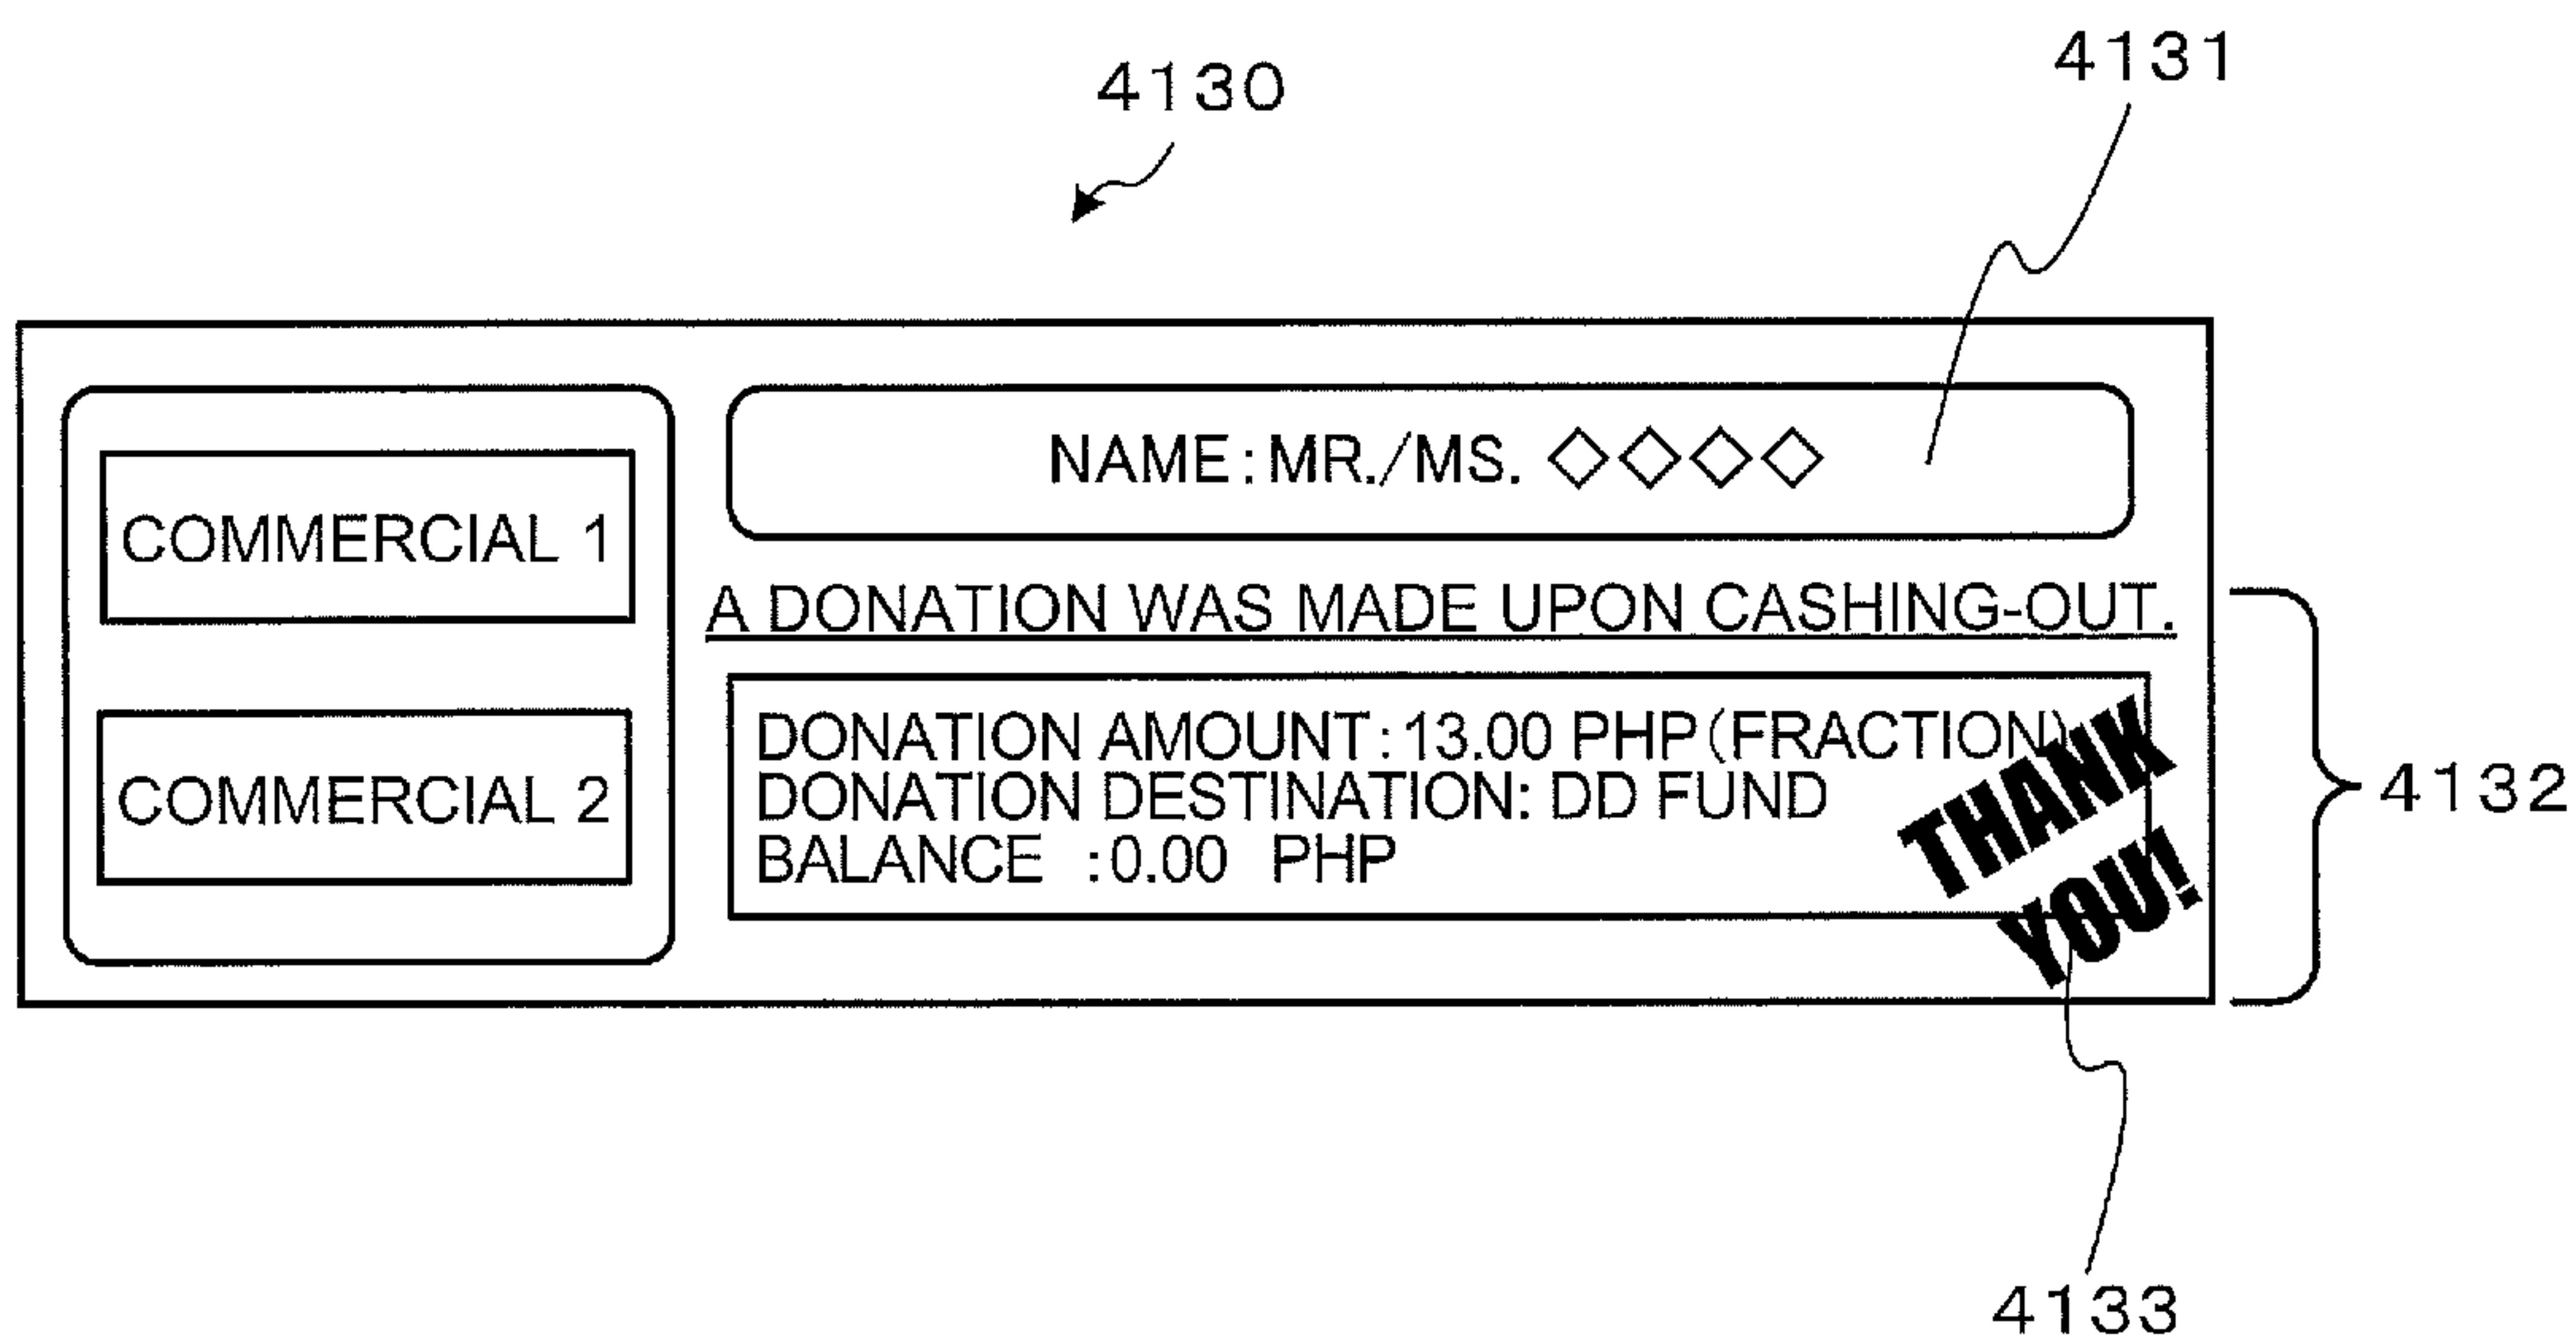 4130
4131
NAME:MR./MS. ◇◇◇◇
COMMERCIAL 1
COMMERCIAL 2
A DONATION WAS MADE UPON CASHING-OUT.
DONATION AMOUNT:13.00 PHP(FRACTION)
DONATION DESTINATION: DD FUND
BALANCE :0.00 PHP
THANK
YOU!
4132
4133